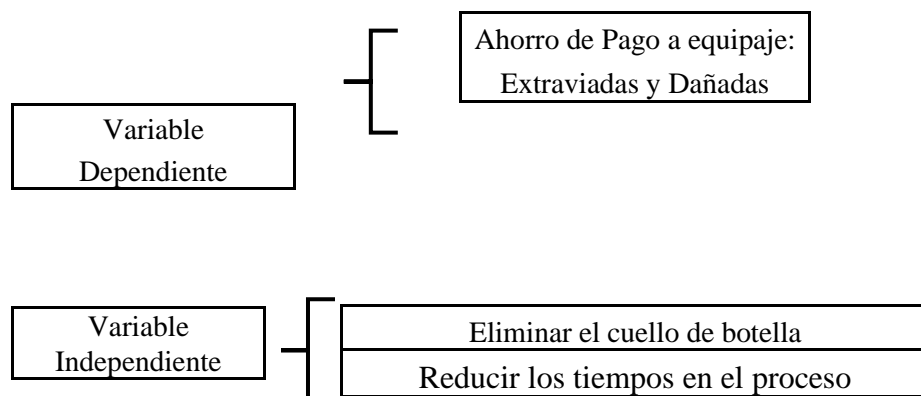 Ahorro de Pago a equipaje:
Extraviadas y Dañadas
Variable
Dependiente
Variable
Independiente
Eliminar el cuello de botella
Reducir los tiempos en el proceso